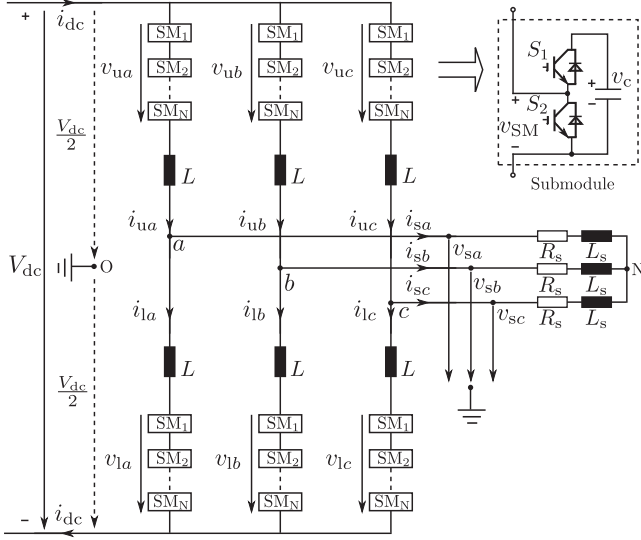 + i_dc
SM_1 SM_1 SM_1
v_ua SM_2 v_ub SM_2 v_uc SM_2
SM_N SM_N SM_N
S_1
+ v_c
+ S_2 −
v_SM
−
Submodule
V_dc/2
L L L
i_ua i_ub i_uc i_sa
a v_sa R_s L_s
i_sb
V_dc O b v_sb R_s L_s N
i_sc
i_la i_lb i_lc c v_sc R_s L_s
V_dc/2
L L L
SM_1 SM_1 SM_1
v_la SM_2 v_lb SM_2 v_lc SM_2
SM_N SM_N SM_N
− i_dc